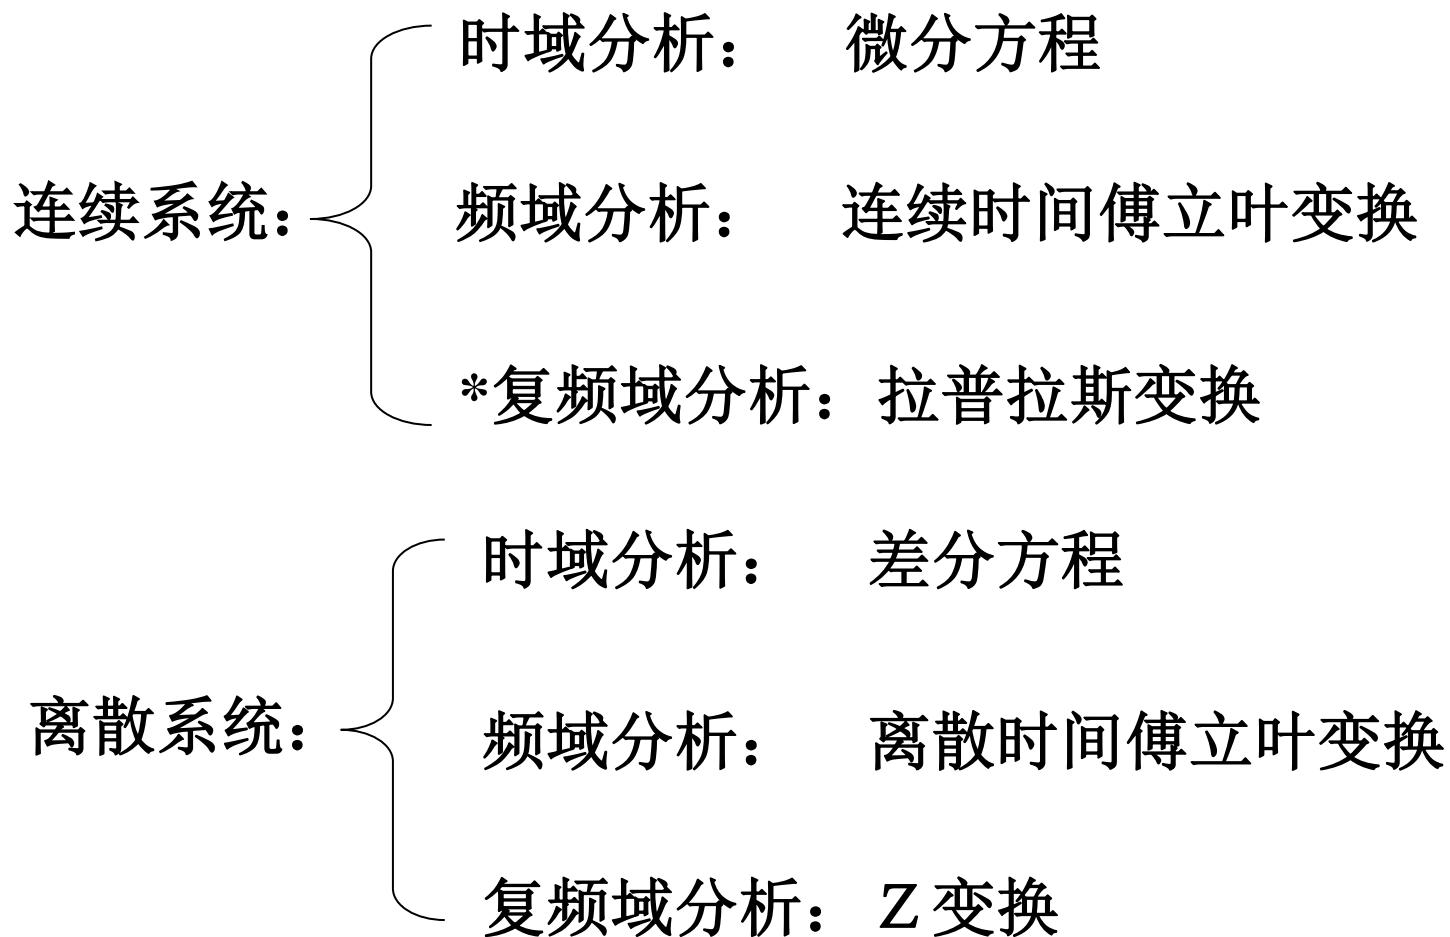 时域分析： 微分方程
连续系统： 频域分析： 连续时间傅立叶变换
*复频域分析：拉普拉斯变换
时域分析： 差分方程
离散系统： 频域分析： 离散时间傅立叶变换
复频域分析：Z变换